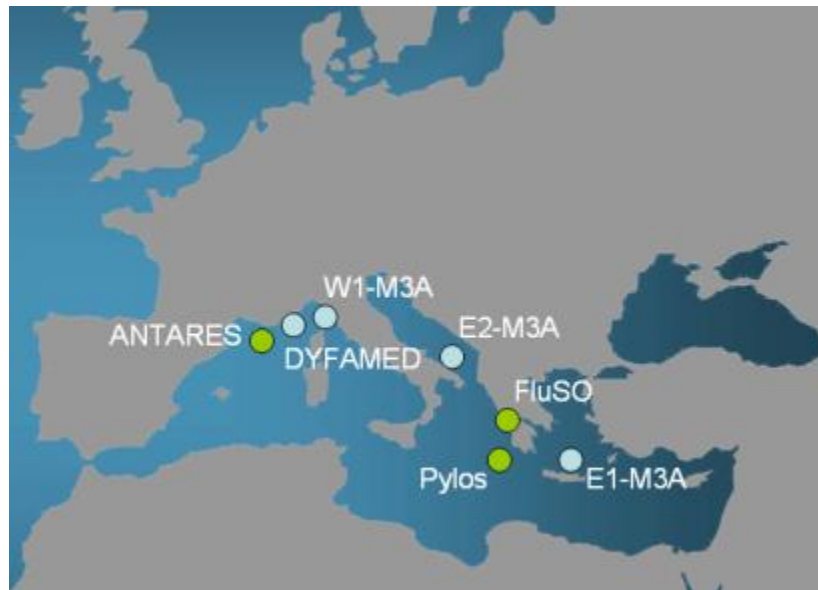 W1-M3A
ANTARES
E2-M3A
DYFAMED
FluSO
Pylos
E1-M3A